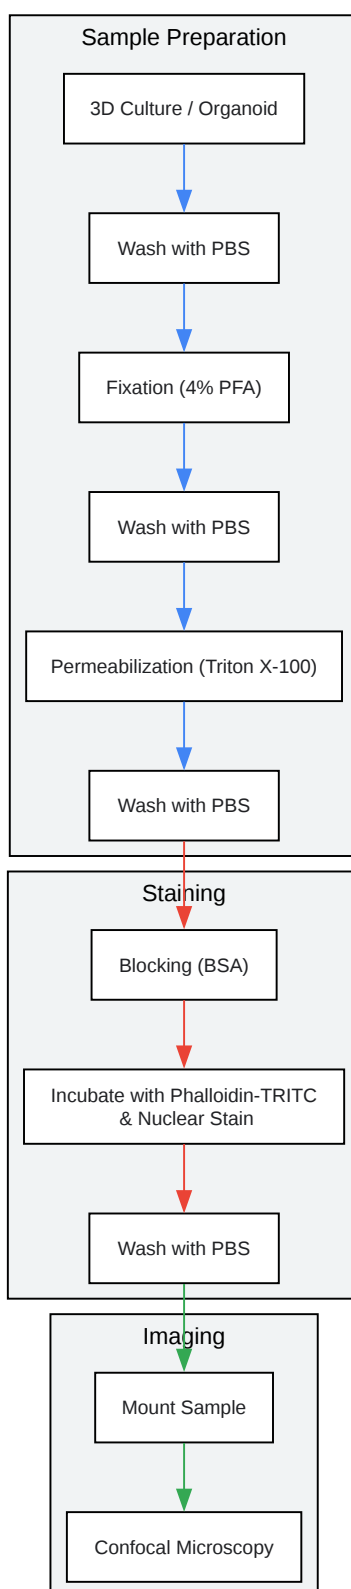 Sample Preparation
3D Culture / Organoid
Wash with PBS
Fixation (4% PFA)
Wash with PBS
Permeabilization (Triton X-100)
Wash with PBS
Staining
Blocking (BSA)
Incubate with Phalloidin-TRITC
& Nuclear Stain
Wash with PBS
Imaging
Mount Sample
Confocal Microscopy